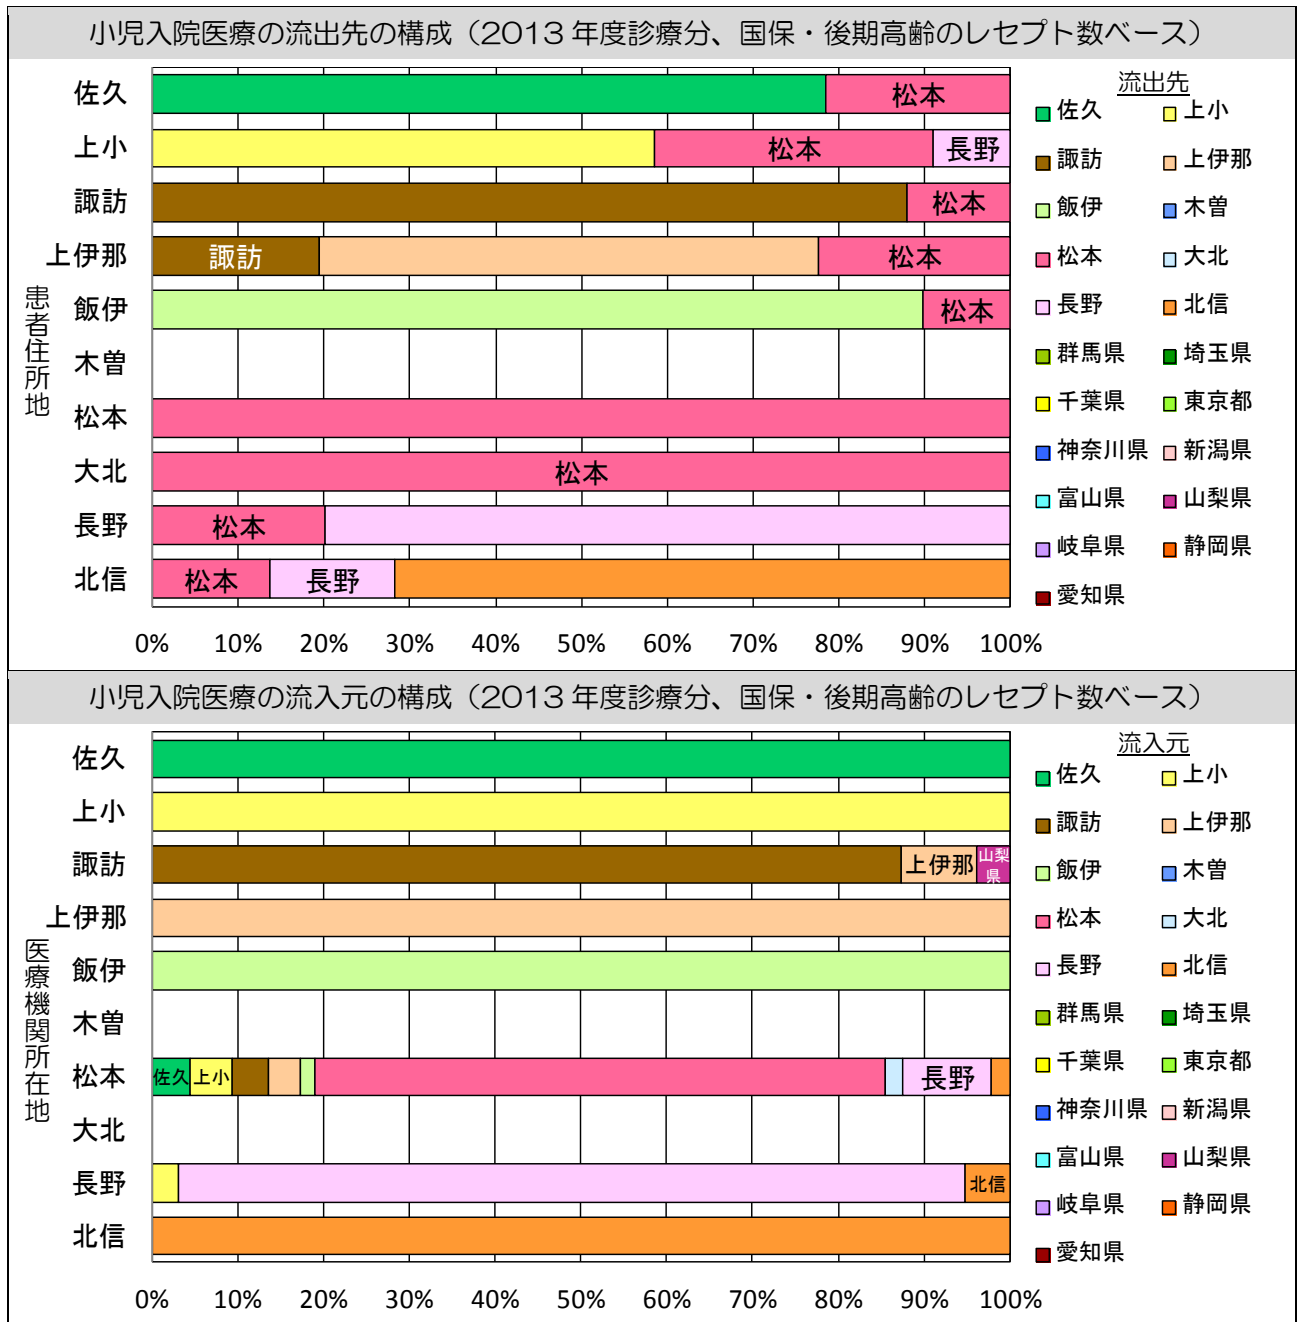 小児入院医療の流出先の構成（2013年度診療分、国保・後期高齢のレセプト数ベース）
患者住所地
佐久
松本
上小
松本
長野
諏訪
松本
上伊那
諏訪
松本
飯伊
松本
木曽
松本
大北
松本
長野
松本
北信
松本
長野
0% 10% 20% 30% 40% 50% 60% 70% 80% 90% 100%
流出先
佐久 上小
諏訪 上伊那
飯伊 木曽
松本 大北
長野 北信
群馬県 埼玉県
千葉県 東京都
神奈川県 新潟県
富山県 山梨県
岐阜県 静岡県
愛知県
小児入院医療の流入元の構成（2013年度診療分、国保・後期高齢のレセプト数ベース）
医療機関所在地
佐久
上小
諏訪
上伊那
山梨
県
上伊那
飯伊
木曽
松本
佐久
上小
長野
大北
長野
北信
北信
0% 10% 20% 30% 40% 50% 60% 70% 80% 90% 100%
流入元
佐久 上小
諏訪 上伊那
飯伊 木曽
松本 大北
長野 北信
群馬県 埼玉県
千葉県 東京都
神奈川県 新潟県
富山県 山梨県
岐阜県 静岡県
愛知県